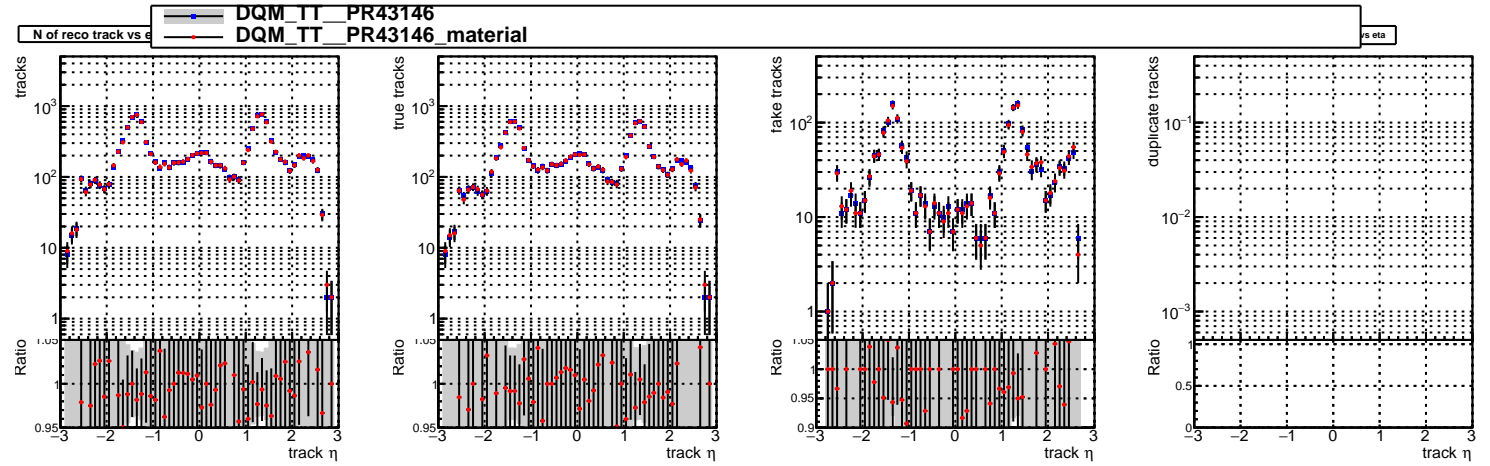 DQM_TT__PR43146
DQM_TT__PR43146_material
N of reco track vs e
vs eta
tracks
10³
10²
10
1
Ratio
1.05
1
0.95
−3 −2 −1 0 1 2 3
track η
true tracks
10³
10²
10
1
Ratio
1.05
1
0.95
−3 −2 −1 0 1 2 3
track η
fake tracks
10²
10
1
Ratio
1.05
1
0.95
0.9
−3 −2 −1 0 1 2 3
track η
duplicate tracks
10⁻¹
10⁻²
10⁻³
Ratio
1
0.5
0
−3 −2 −1 0 1 2 3
track η